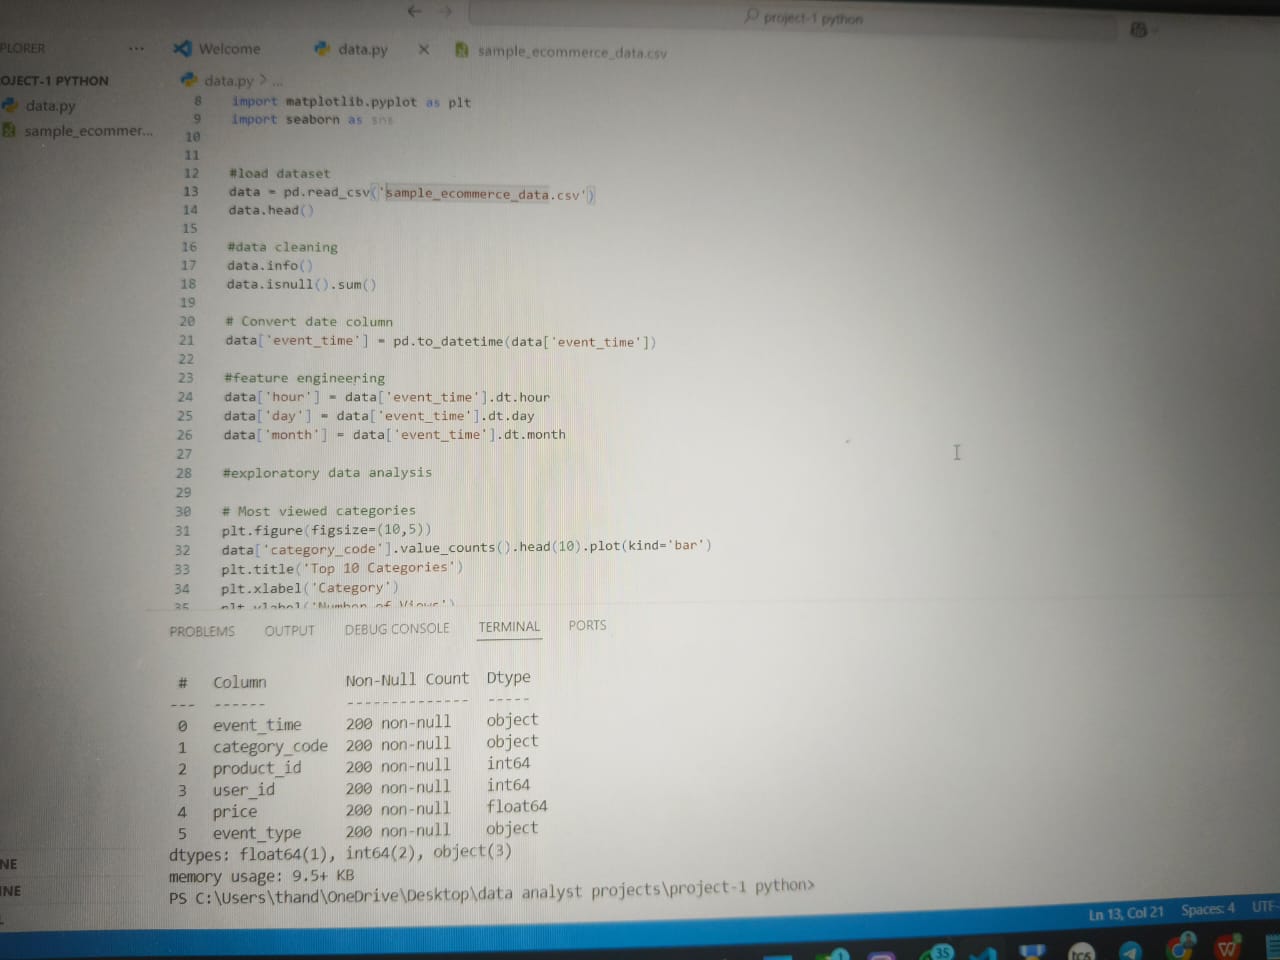 project-1 python
PLORER
Welcome
data.py
sample_ecommerce_data.csv
OJECT-1 PYTHON
data.py
sample_ecommer...
data.py > ...
8 import matplotlib.pyplot as plt
9 import seaborn as sns
10
11
12 #load dataset
13 data = pd.read_csv('sample_ecommerce_data.csv')
14 data.head()
15
16 #data cleaning
17 data.info()
18 data.isnull().sum()
19
20 # Convert date column
21 data['event_time'] = pd.to_datetime(data['event_time'])
22
23 #feature engineering
24 data['hour'] = data['event_time'].dt.hour
25 data['day'] = data['event_time'].dt.day
26 data['month'] = data['event_time'].dt.month
27
28 #exploratory data analysis
29
30 # Most viewed categories
31 plt.figure(figsize=(10,5))
32 data['category_code'].value_counts().head(10).plot(kind='bar')
33 plt.title('Top 10 Categories')
34 plt.xlabel('Category')
35 plt.ylabel('Number of Views')
PROBLEMS OUTPUT DEBUG CONSOLE TERMINAL PORTS
# Column Non-Null Count Dtype
--- ------ -------------- -----
0 event_time 200 non-null object
1 category_code 200 non-null object
2 product_id 200 non-null int64
3 user_id 200 non-null int64
4 price 200 non-null float64
5 event_type 200 non-null object
dtypes: float64(1), int64(2), object(3)
memory usage: 9.5+ KB
PS C:\Users\thand\OneDrive\Desktop\data analyst projects\project-1 python>
NE
INE
Ln 13, Col 21 Spaces: 4 UTF-
1
35
tcs
W